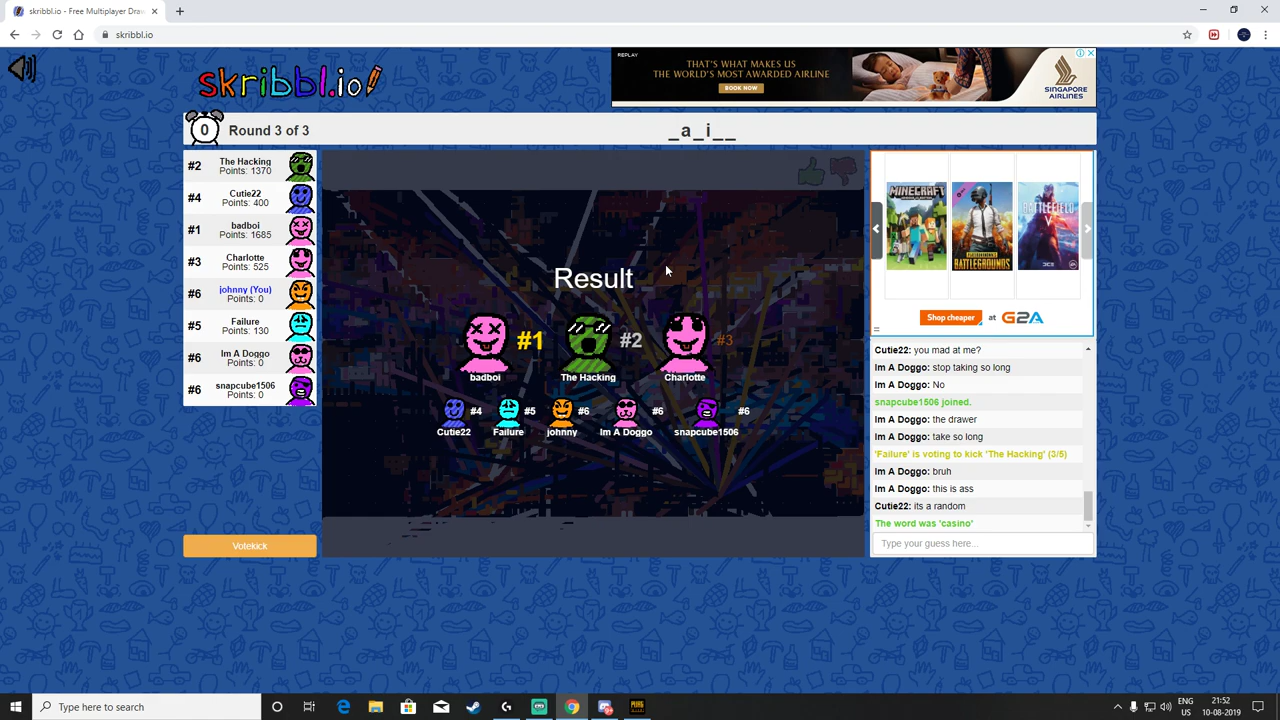 skribbl.io - Free Multiplayer Dra
skribbl.io
skribbl.io
REPLAY
THAT'S WHAT MAKES US
THE WORLD'S MOST AWARDED AIRLINE
BOOK NOW
SINGAPORE
AIRLINES
0
Round 3 of 3
_a_i__
#2
The Hacking
Points: 1370
#4
Cutie22
Points: 400
#1
badboi
Points: 1685
#3
Charlotte
Points: 525
#6
johnny (You)
Points: 0
#5
Failure
Points: 130
#6
Im A Doggo
Points: 0
#6
snapcube1506
Points: 0
Votekick
Result
#1 #2 #3
badboi The Hacking Charlotte
#4 #5 #6 #6 #6
Cutie22 Failure johnny Im A Doggo snapcube1506
MINECRAFT
BATTLEGROUNDS
BATTLEFIELD V
Shop cheaper at G2A
Cutie22: you mad at me?
Im A Doggo: stop taking so long
Im A Doggo: No
snapcube1506 joined.
Im A Doggo: the drawer
Im A Doggo: take so long
'Failure' is voting to kick 'The Hacking' (3/5)
Im A Doggo: bruh
Im A Doggo: this is ass
Cutie22: its a random
The word was 'casino'
Type your guess here...
Type here to search
ENG
US
21:52
10-08-2019